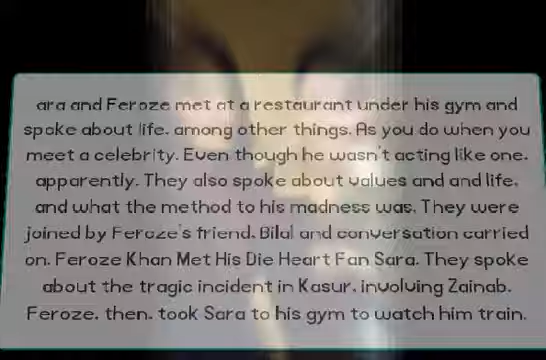 ara and Feroze met at a restaurant under his gym and
spoke about life. among other things. As you do when you
meet a celebrity. Even though he wasn't acting like one.
apparently. They also spoke about values and and life.
and what the method to his madness was. They were
joined by Feroze's friend. Bilal and conversation carried
on. Feroze Khan Met His Die Heart Fan Sara. They spoke
about the tragic incident in Kasur. involving Zainab.
Feroze. then. took Sara to his gym to watch him train.